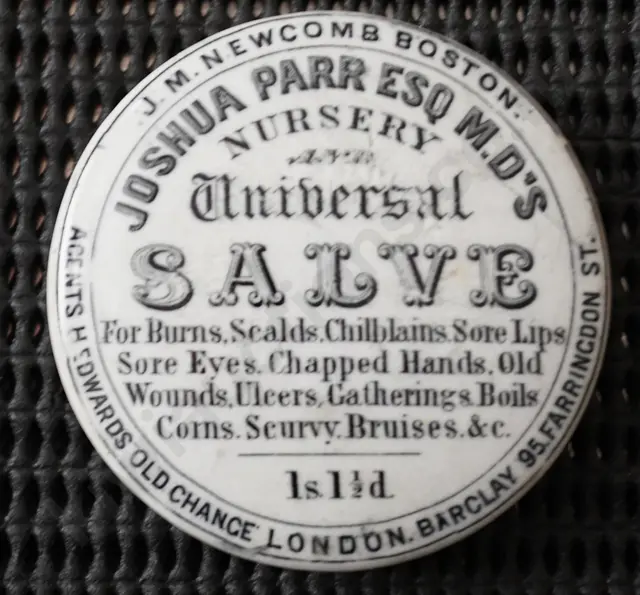 J.M. NEWCOMB BOSTON.
JOSHUA PARR ESQ M.D'S
NURSERY
AND
Universal
SALVE
For Burns, Scalds, Chilblains, Sore Lips
Sore Eyes, Chapped Hands, Old
Wounds, Ulcers, Gatherings, Boils
Corns, Scurvy, Bruises, &c.
1s. 1½d.
AGENTS H EDWARDS OLD CHANGE LONDON. BARCLAY 95, FARRINGDON ST.